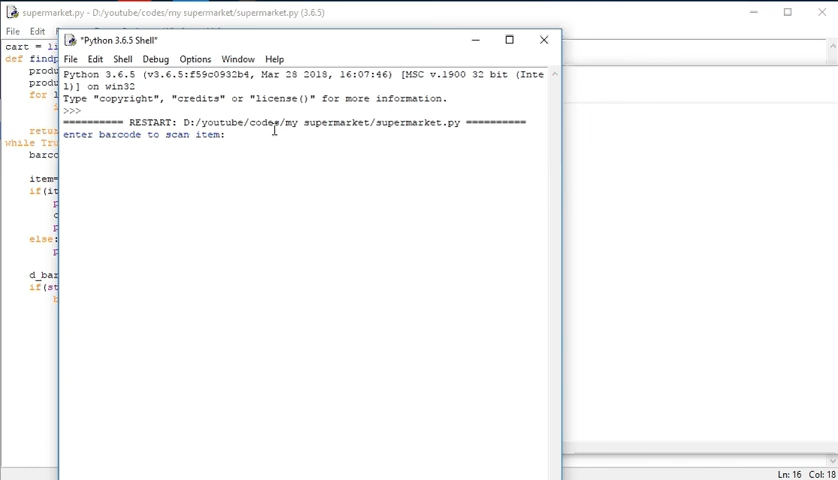 supermarket.py - D:/youtube/codes/my supermarket/supermarket.py (3.6.5)
File Edit
*Python 3.6.5 Shell*
File Edit Shell Debug Options Window Help
Python 3.6.5 (v3.6.5:f59c0932b4, Mar 28 2018, 16:07:46) [MSC v.1900 32 bit (Inte
l)] on win32
Type "copyright", "credits" or "license()" for more information.
>>>
========== RESTART: D:/youtube/codes/my supermarket/supermarket.py ==========
enter barcode to scan item:
cart = li
def findp
produ
produ
for l
retur
while Tru
barco
item=
if(it
p
c
p
else:
p
d_bar
if(st
b
Ln: 16 Col: 18